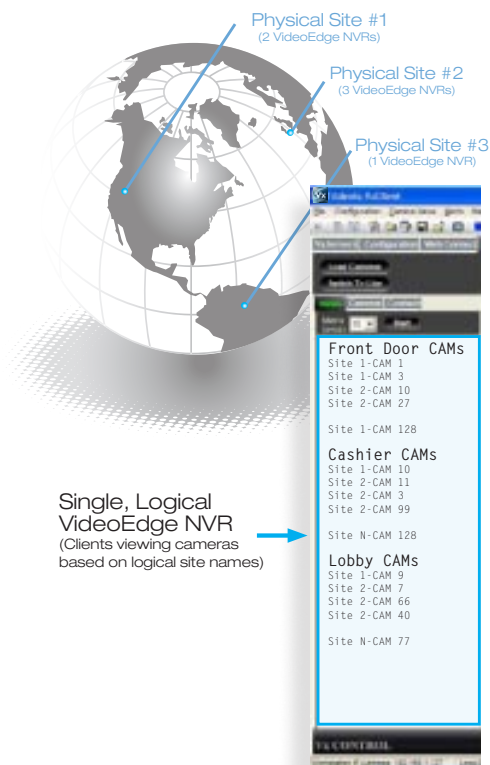 Physical Site #1
(2 VideoEdge NVRs)
Physical Site #2
(3 VideoEdge NVRs)
Physical Site #3
(1 VideoEdge NVR)
Front Door CAMs
Site 1-CAM 1
Site 1-CAM 3
Site 2-CAM 10
Site 2-CAM 27
Site 1-CAM 128
Cashier CAMs
Site 1-CAM 10
Site 2-CAM 11
Site 2-CAM 3
Site 2-CAM 99
Site N-CAM 128
Lobby CAMs
Site 1-CAM 9
Site 2-CAM 7
Site 2-CAM 66
Site 2-CAM 40
Site N-CAM 77
Single, Logical
VideoEdge NVR
(Clients viewing cameras
based on logical site names)
CONTROL